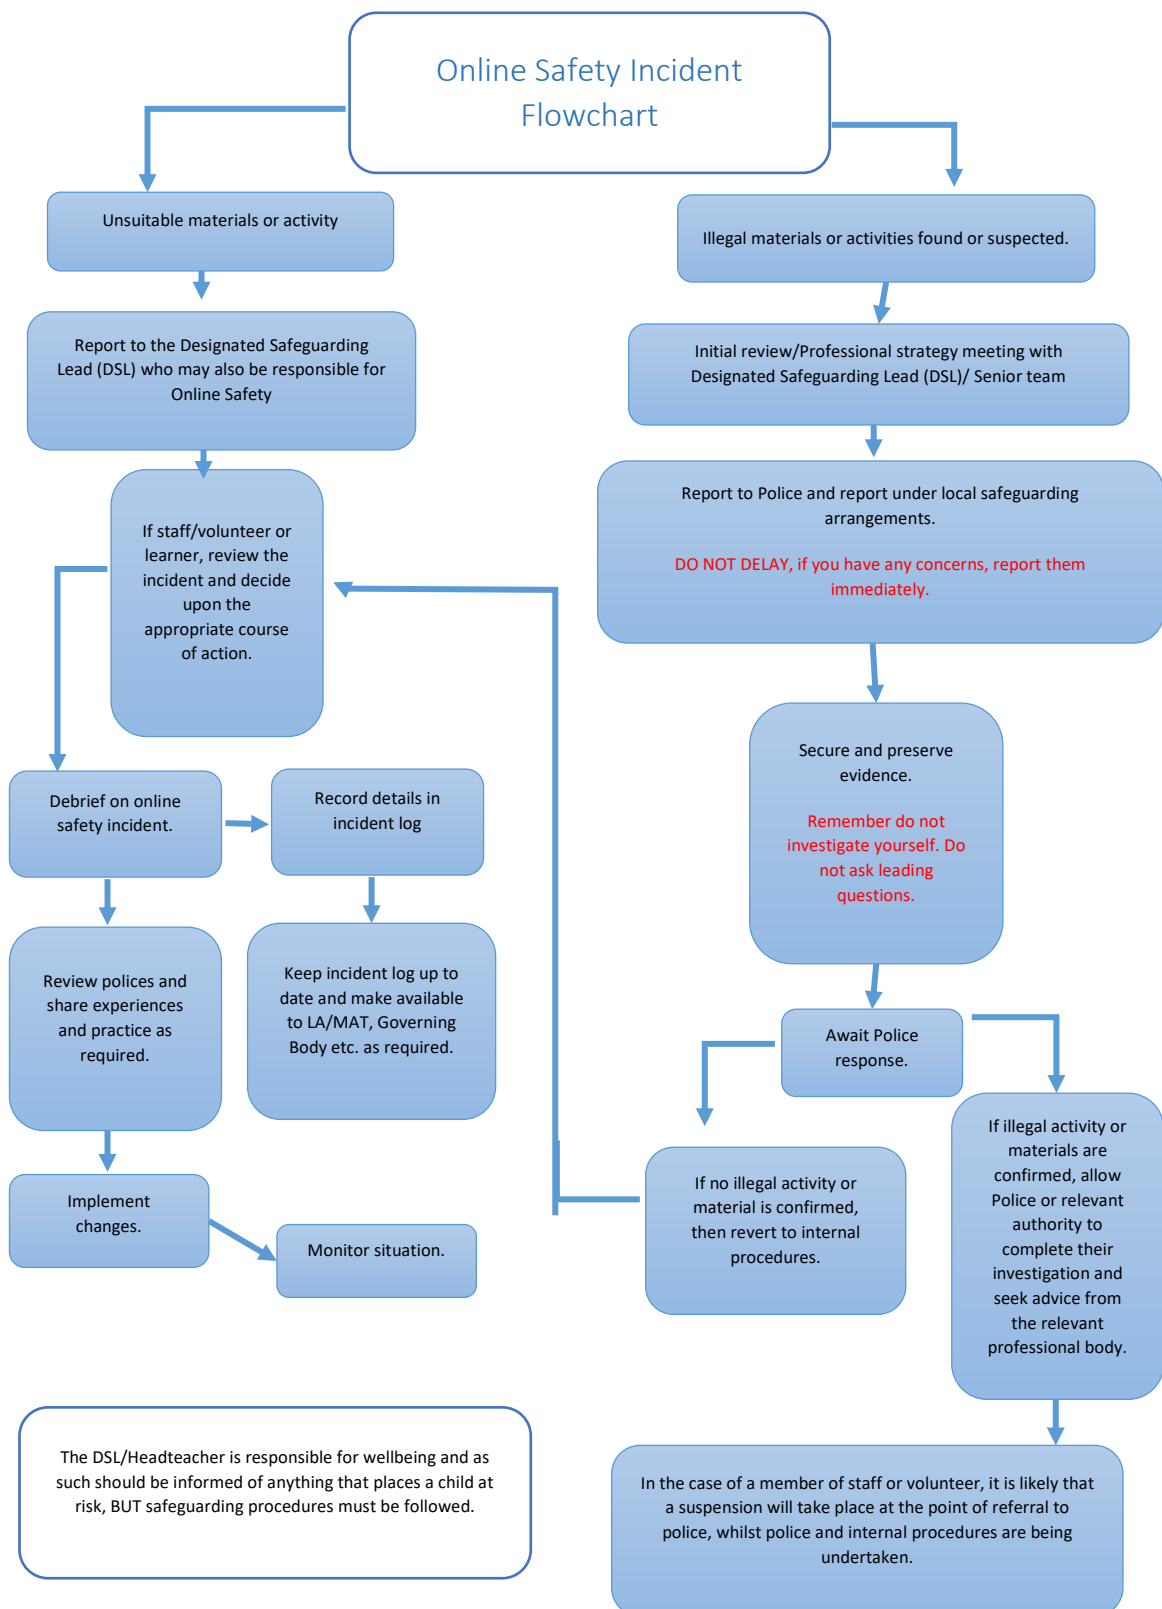 Online Safety Incident
Flowchart
Unsuitable materials or activity
Illegal materials or activities found or suspected.
Report to the Designated Safeguarding
Lead (DSL) who may also be responsible for
Online Safety
Initial review/Professional strategy meeting with
Designated Safeguarding Lead (DSL)/ Senior team
If staff/volunteer or
learner, review the
incident and decide
upon the
appropriate course
of action.
Report to Police and report under local safeguarding
arrangements.
DO NOT DELAY, if you have any concerns, report them
immediately.
Secure and preserve
evidence.
Remember do not
investigate yourself. Do
not ask leading
questions.
Debrief on online
safety incident.
Record details in
incident log
Review polices and
share experiences
and practice as
required.
Keep incident log up to
date and make available
to LA/MAT, Governing
Body etc. as required.
Await Police
response.
Implement
changes.
Monitor situation.
If no illegal activity or
material is confirmed,
then revert to internal
procedures.
If illegal activity or
materials are
confirmed, allow
Police or relevant
authority to
complete their
investigation and
seek advice from
the relevant
professional body.
The DSL/Headteacher is responsible for wellbeing and as
such should be informed of anything that places a child at
risk, BUT safeguarding procedures must be followed.
In the case of a member of staff or volunteer, it is likely that
a suspension will take place at the point of referral to
police, whilst police and internal procedures are being
undertaken.